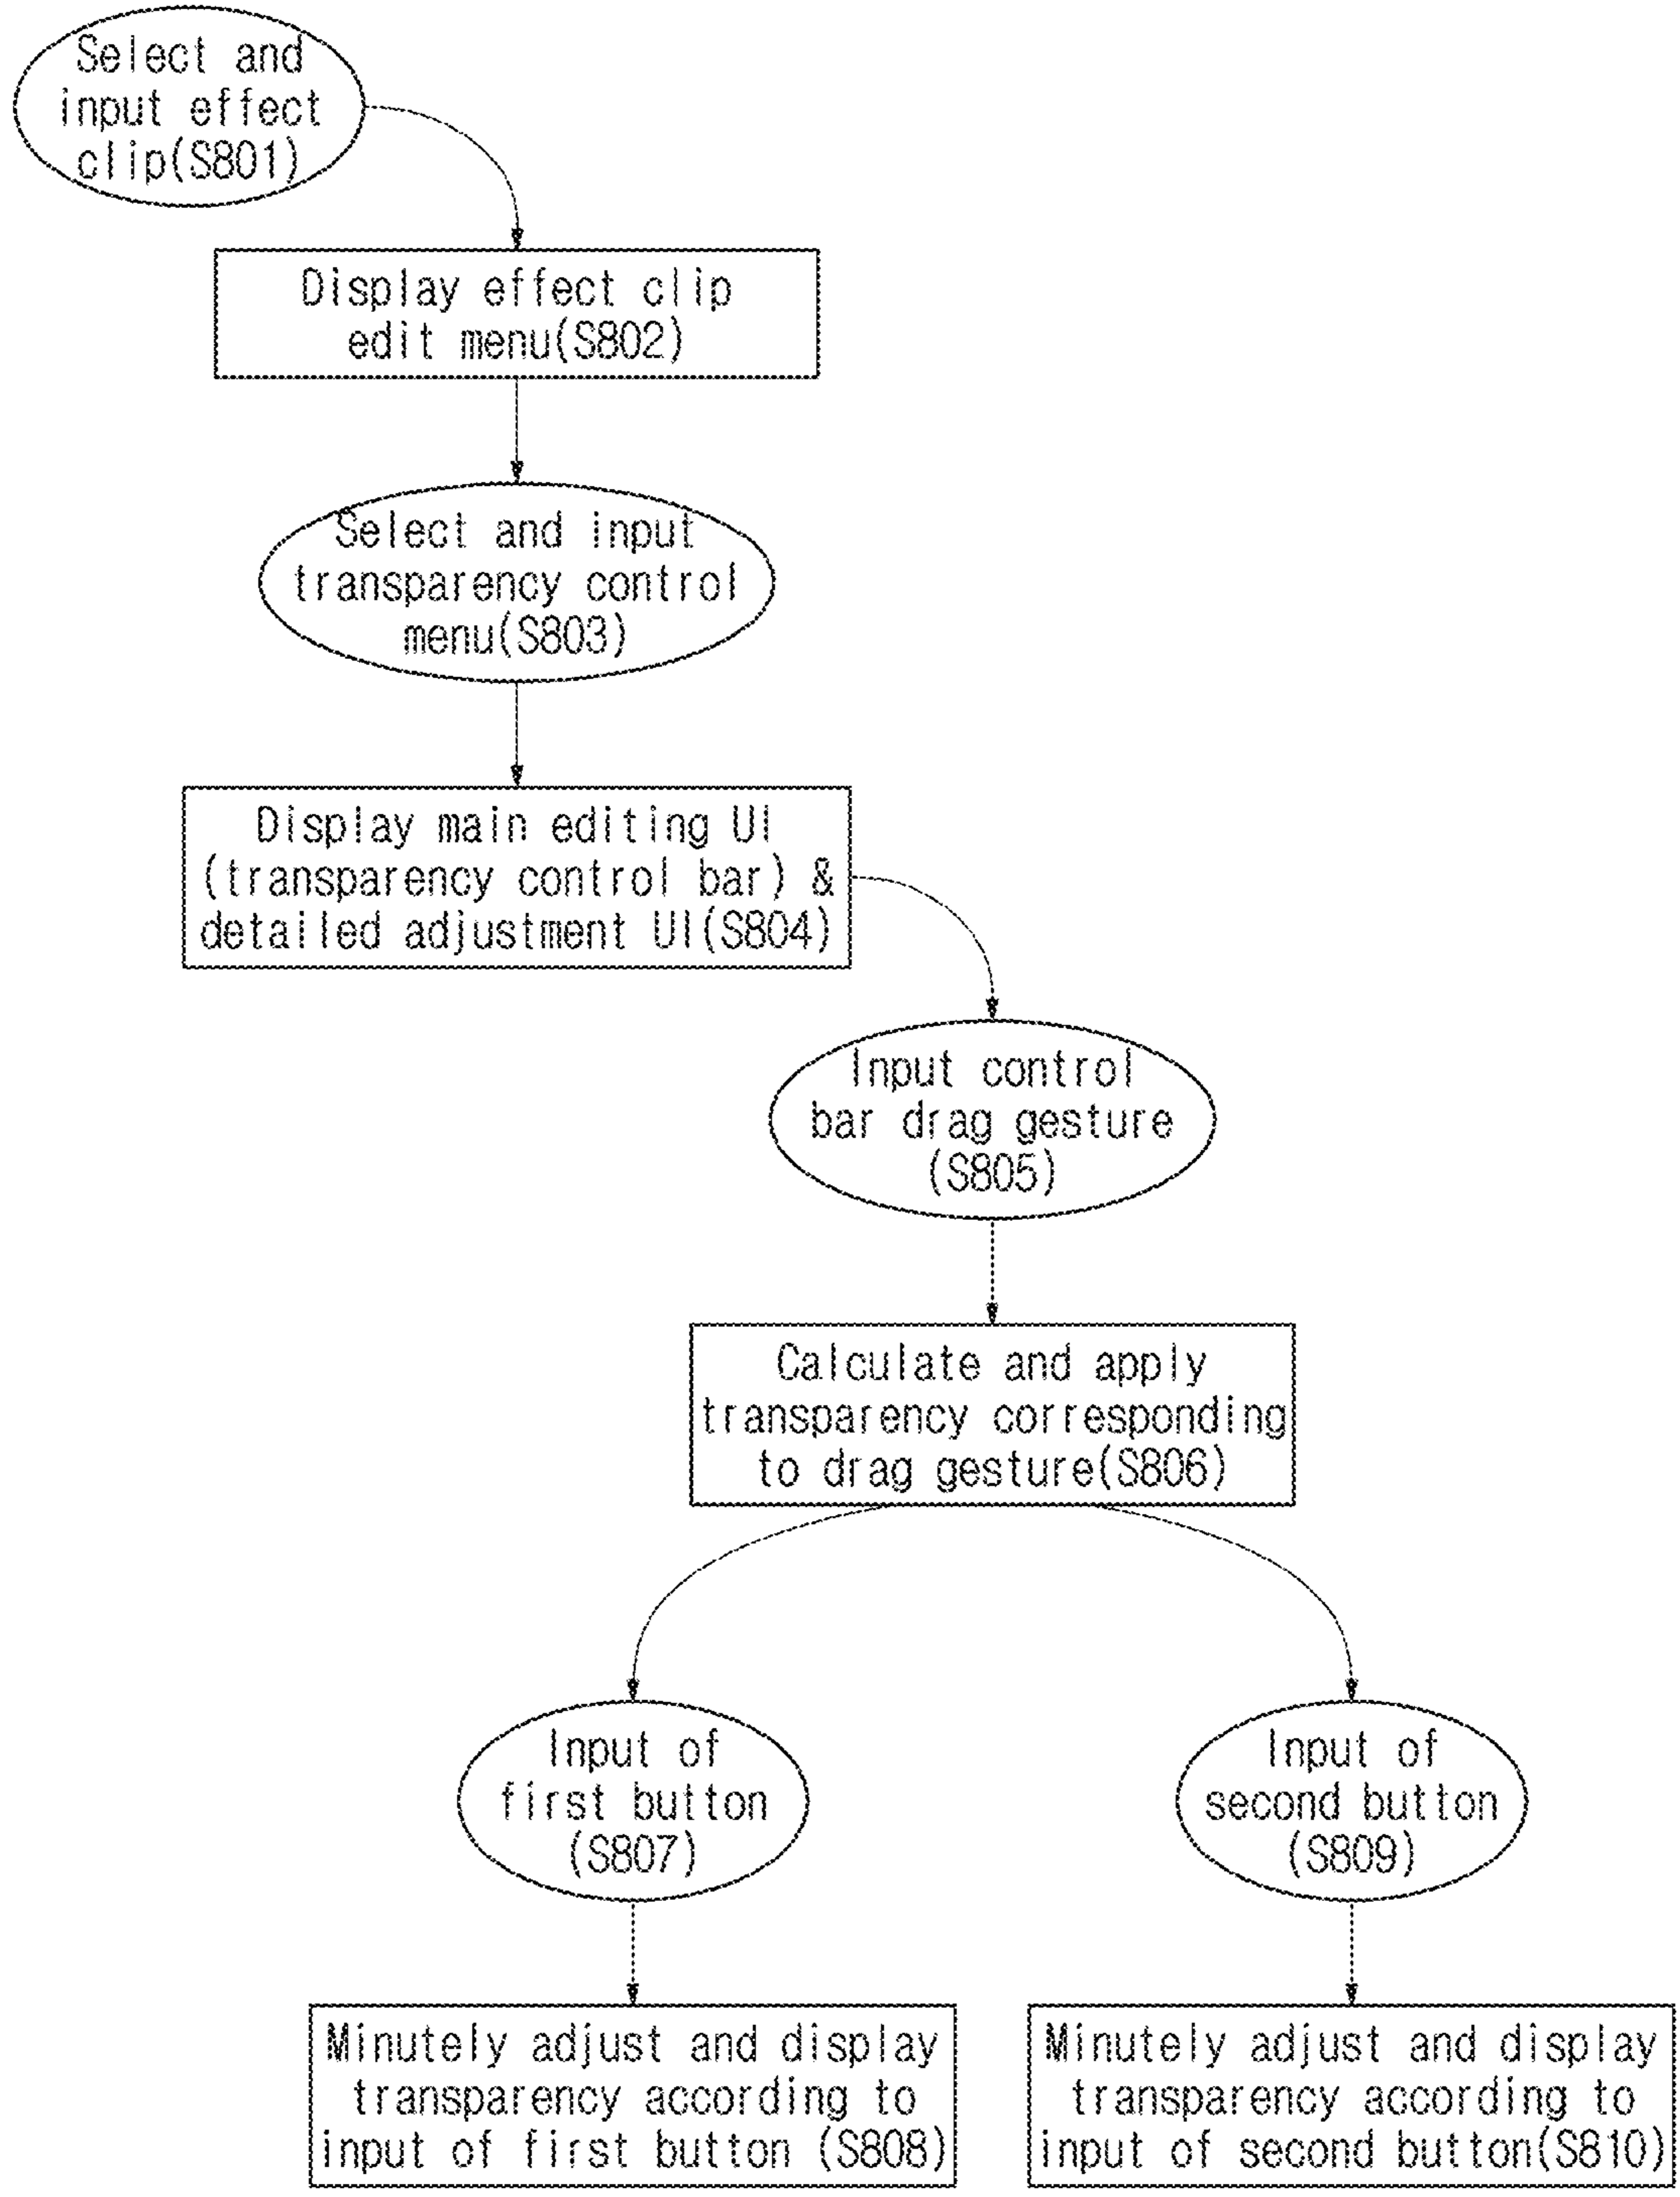 Select and
input effect
clip(S801)
Display effect clip
edit menu(S802)
Select and input
transparency control
menu(S803)
Display main editing UI
(transparency control bar) &
detailed adjustment UI(S804)
Input control
bar drag gesture
(S805)
Calculate and apply
transparency corresponding
to drag gesture(S806)
Input of
first button
(S807)
Input of
second button
(S809)
Minutely adjust and display
transparency according to
input of first button (S808)
Minutely adjust and display
transparency according to
input of second button(S810)